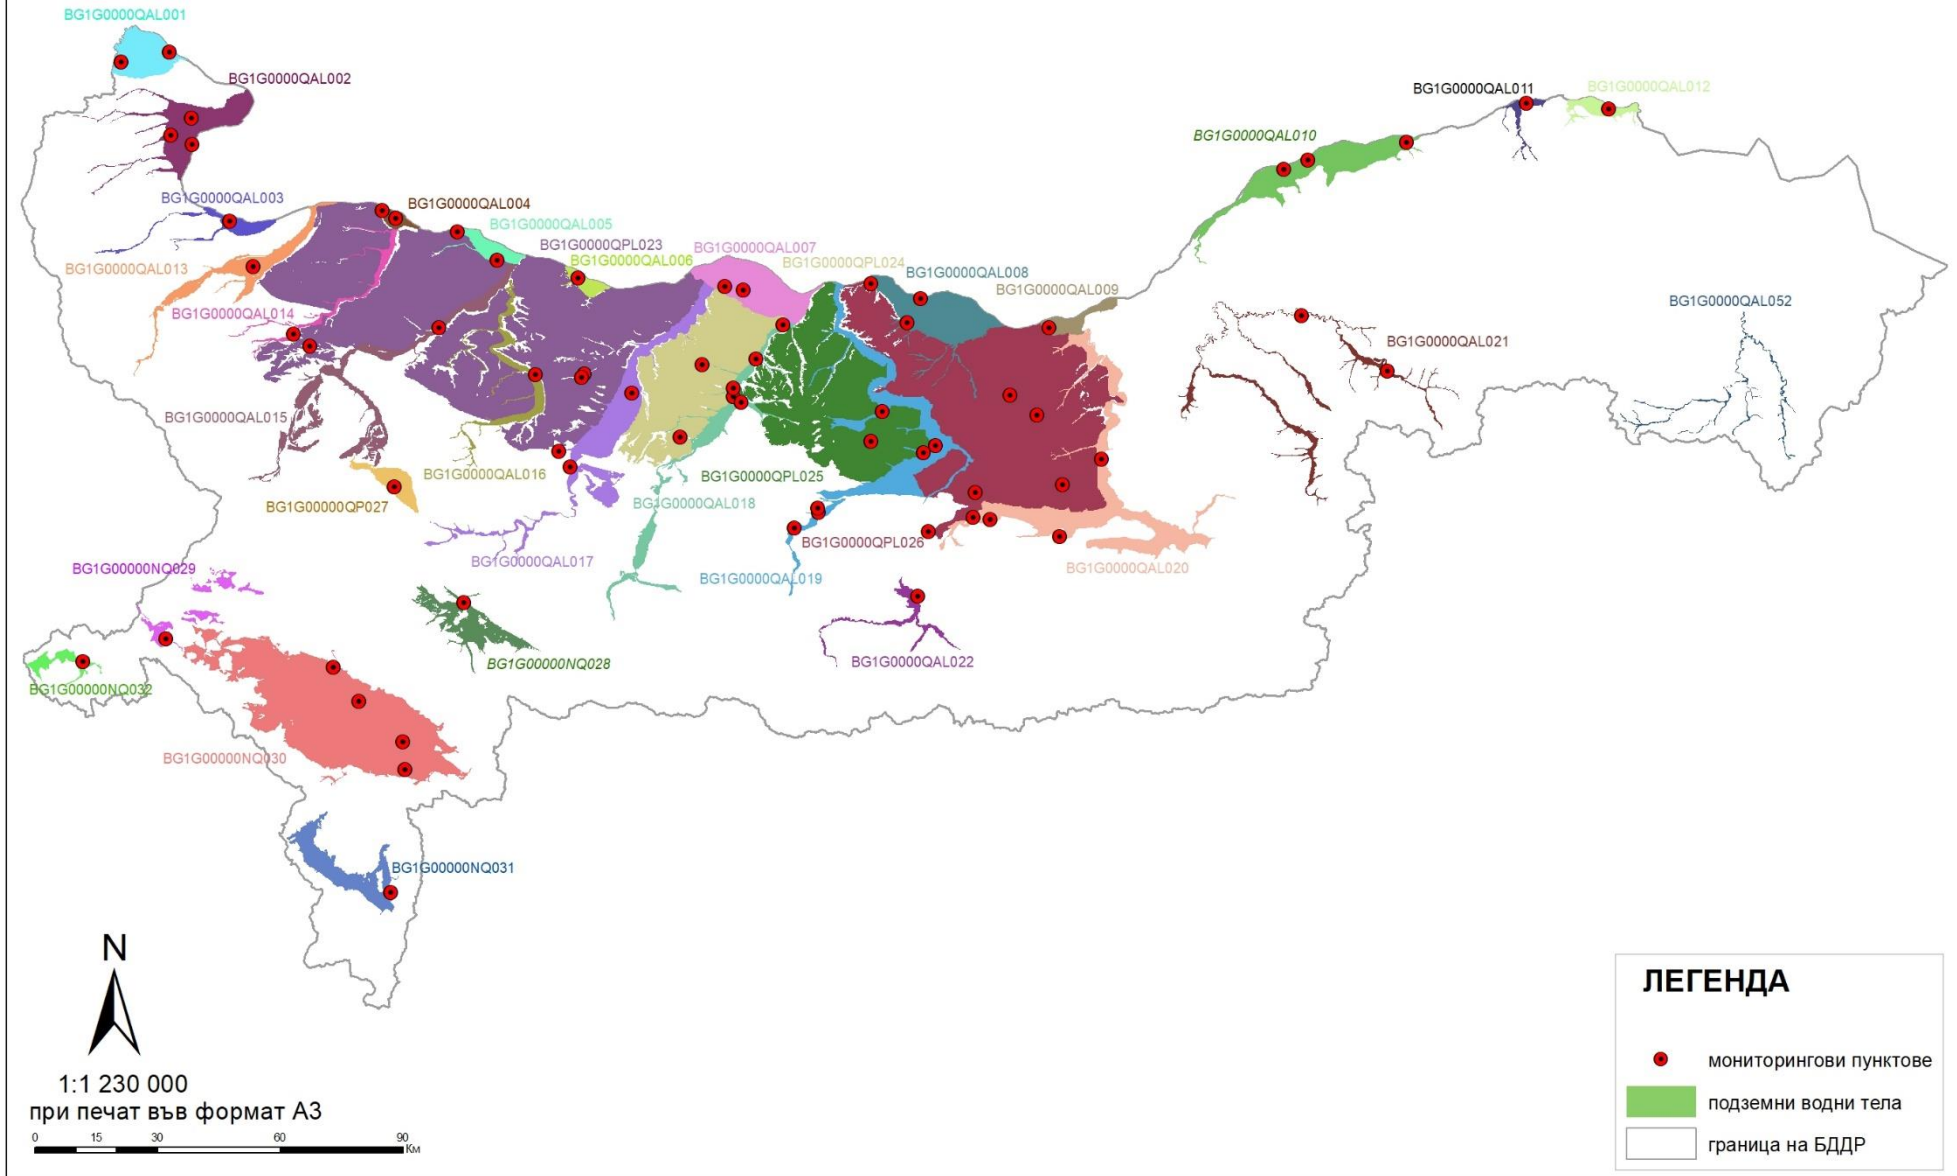 BG1G0000QAL001
BG1G0000QAL002
BG1G0000QAL011
BG1G0000QAL012
BG1G0000QAL010
BG1G0000QAL003
BG1G0000QAL004
BG1G0000QAL005
BG1G0000QPL023
BG1G0000QAL006
BG1G0000QAL007
BG1G0000QPL024
BG1G0000QAL008
BG1G0000QAL009
BG1G0000QAL013
BG1G0000QAL014
BG1G0000QAL052
BG1G0000QAL021
BG1G0000QAL015
BG1G0000QAL016
BG1G0000QPL025
BG1G00000QP027
BG1G0000QAL018
BG1G0000QPL026
BG1G0000QAL017
BG1G0000QAL019
BG1G0000QAL020
BG1G00000NQ029
BG1G00000NQ028
BG1G0000QAL022
BG1G00000NQ032
BG1G00000NQ030
BG1G00000NQ031
N
1:1 230 000
при печат във формат А3
0 15 30 60 90
Км
ЛЕГЕНДА
мониторингови пунктове
подземни водни тела
граница на БДДР